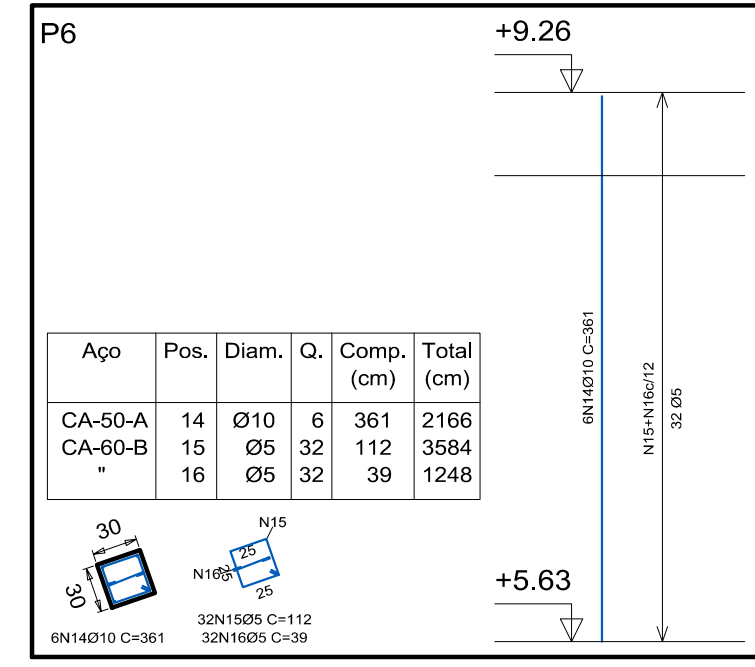 P6
+9.26
Aço Pos. Diam. Q. Comp. (cm) Total (cm)
CA-50-A 14 Ø10 6 361 2166
CA-60-B 15 Ø5 32 112 3584
" 16 Ø5 32 39 1248
6N14Ø10 C=361
N15+N16c/12
32 Ø5
30
30
6N14Ø10 C=361
N15
25
N16
25
25
32N15Ø5 C=112
32N16Ø5 C=39
+5.63